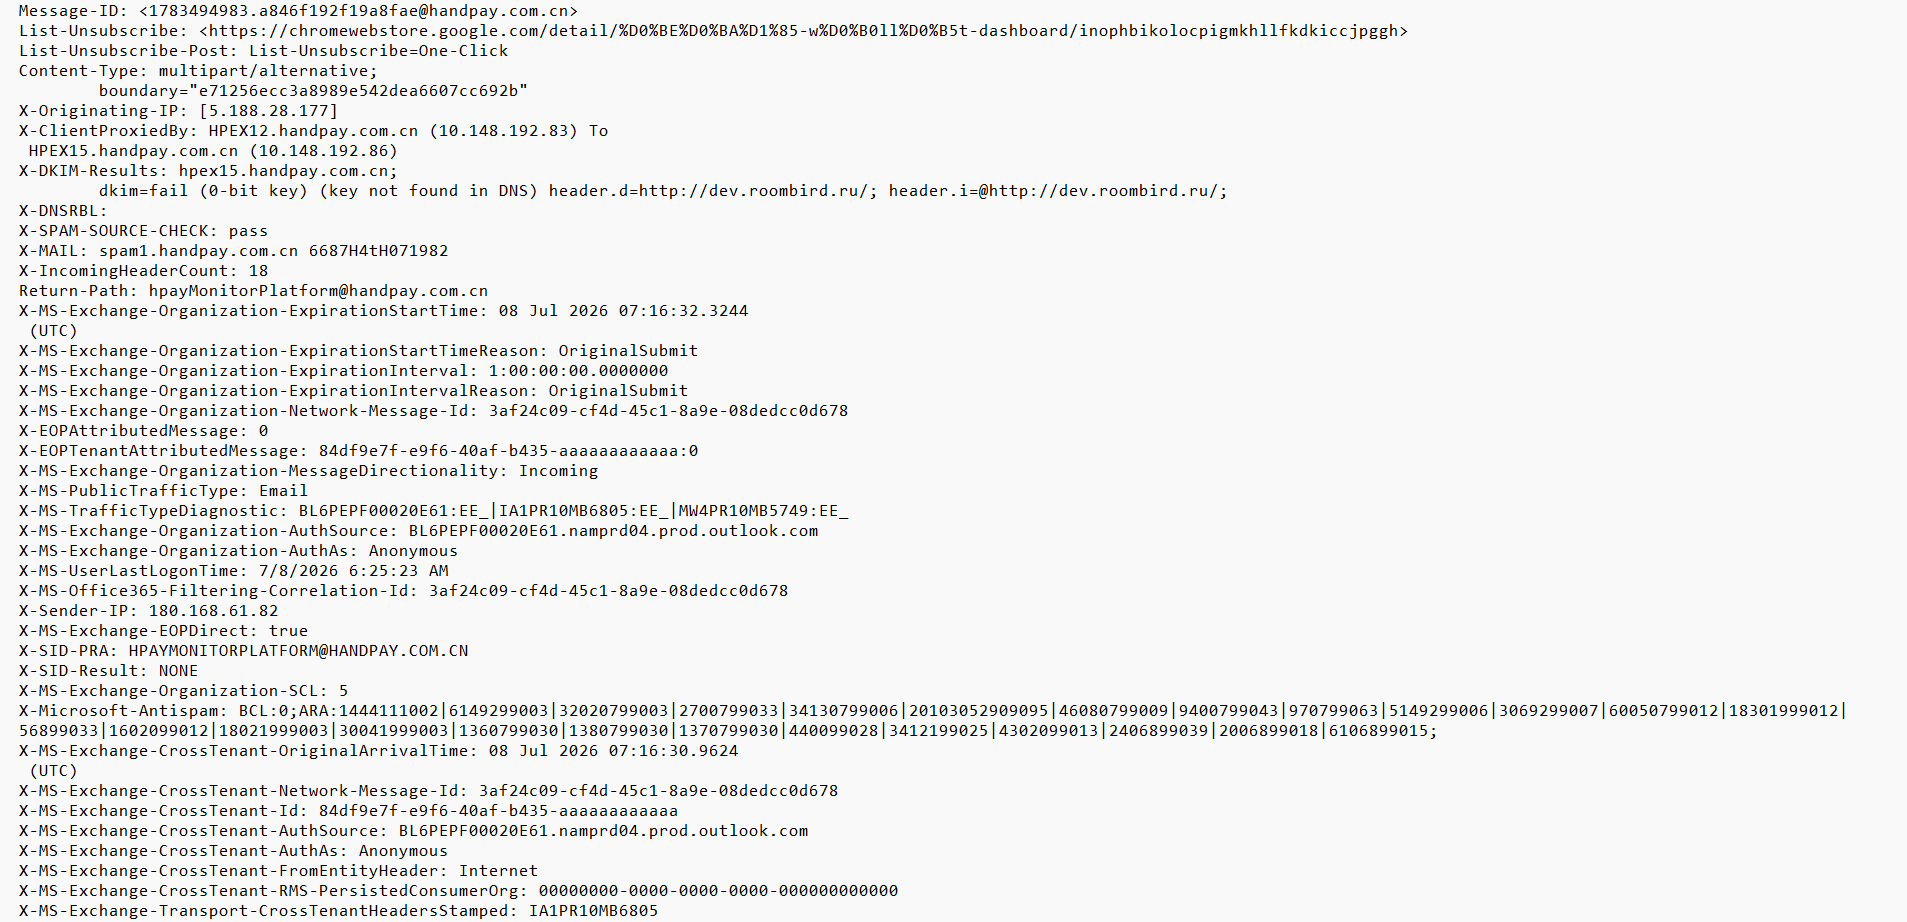 Message-ID: <1783494983.a846f192f19a8fae@handpay.com.cn>
List-Unsubscribe: <https://chromewebstore.google.com/detail/%D0%BE%D0%BA%D1%85-w%D0%B0ll%D0%B5t-dashboard/inophbikolocpigmkhllfkdkiccjpggh>
List-Unsubscribe-Post: List-Unsubscribe=One-Click
Content-Type: multipart/alternative;
boundary="e71256ecc3a8989e542dea6607cc692b"
X-Originating-IP: [5.188.28.177]
X-ClientProxiedBy: HPEX12.handpay.com.cn (10.148.192.83) To
HPEX15.handpay.com.cn (10.148.192.86)
X-DKIM-Results: hpex15.handpay.com.cn;
dkim=fail (0-bit key) (key not found in DNS) header.d=http://dev.roombird.ru/; header.i=@http://dev.roombird.ru/;
X-DNSRBL:
X-SPAM-SOURCE-CHECK: pass
X-MAIL: spam1.handpay.com.cn 6687H4tH071982
X-IncomingHeaderCount: 18
Return-Path: hpayMonitorPlatform@handpay.com.cn
X-MS-Exchange-Organization-ExpirationStartTime: 08 Jul 2026 07:16:32.3244
(UTC)
X-MS-Exchange-Organization-ExpirationStartTimeReason: OriginalSubmit
X-MS-Exchange-Organization-ExpirationInterval: 1:00:00:00.0000000
X-MS-Exchange-Organization-ExpirationIntervalReason: OriginalSubmit
X-MS-Exchange-Organization-Network-Message-Id: 3af24c09-cf4d-45c1-8a9e-08dedcc0d678
X-EOPAttributedMessage: 0
X-EOPTenantAttributedMessage: 84df9e7f-e9f6-40af-b435-aaaaaaaaaaaa:0
X-MS-Exchange-Organization-MessageDirectionality: Incoming
X-MS-PublicTrafficType: Email
X-MS-TrafficTypeDiagnostic: BL6PEPF00020E61:EE_|IA1PR10MB6805:EE_|MW4PR10MB5749:EE_
X-MS-Exchange-Organization-AuthSource: BL6PEPF00020E61.namprd04.prod.outlook.com
X-MS-Exchange-Organization-AuthAs: Anonymous
X-MS-UserLastLogonTime: 7/8/2026 6:25:23 AM
X-MS-Office365-Filtering-Correlation-Id: 3af24c09-cf4d-45c1-8a9e-08dedcc0d678
X-Sender-IP: 180.168.61.82
X-MS-Exchange-EOPDirect: true
X-SID-PRA: HPAYMONITORPLATFORM@HANDPAY.COM.CN
X-SID-Result: NONE
X-MS-Exchange-Organization-SCL: 5
X-Microsoft-Antispam: BCL:0;ARA:1444111002|6149299003|32020799003|2700799033|34130799006|20103052909095|46080799009|9400799043|970799063|5149299006|3069299007|60050799012|18301999012|
56899033|1602099012|18021999003|30041999003|1360799030|1380799030|1370799030|440099028|3412199025|4302099013|2406899039|2006899018|6106899015;
X-MS-Exchange-CrossTenant-OriginalArrivalTime: 08 Jul 2026 07:16:30.9624
(UTC)
X-MS-Exchange-CrossTenant-Network-Message-Id: 3af24c09-cf4d-45c1-8a9e-08dedcc0d678
X-MS-Exchange-CrossTenant-Id: 84df9e7f-e9f6-40af-b435-aaaaaaaaaaaa
X-MS-Exchange-CrossTenant-AuthSource: BL6PEPF00020E61.namprd04.prod.outlook.com
X-MS-Exchange-CrossTenant-AuthAs: Anonymous
X-MS-Exchange-CrossTenant-FromEntityHeader: Internet
X-MS-Exchange-CrossTenant-RMS-PersistedConsumerOrg: 00000000-0000-0000-0000-000000000000
X-MS-Exchange-Transport-CrossTenantHeadersStamped: IA1PR10MB6805